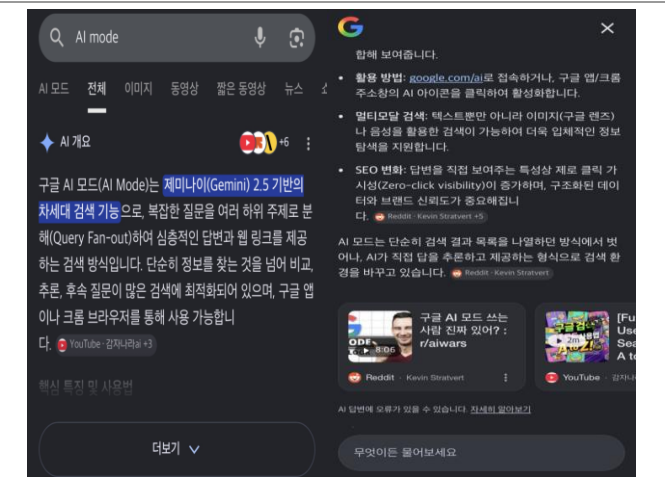 AI mode
AI 모드 전체 이미지 동영상 짧은 동영상 뉴스
AI 개요
+6
구글 AI 모드(AI Mode)는 제미나이(Gemini) 2.5 기반의
차세대 검색 기능으로, 복잡한 질문을 여러 하위 주제로 분
해(Query Fan-out)하여 심층적인 답변과 웹 링크를 제공
하는 검색 방식입니다. 단순히 정보를 찾는 것을 넘어 비교,
추론, 후속 질문이 많은 검색에 최적화되어 있으며, 구글 앱
이나 크롬 브라우저를 통해 사용 가능합니
다. YouTube · 감자나라ai +3
핵심 특징 및 사용법
더보기
합해 보여줍니다.
• 활용 방법: google.com/ai로 접속하거나, 구글 앱/크롬
주소창의 AI 아이콘을 클릭하여 활성화합니다.
• 멀티모달 검색: 텍스트뿐만 아니라 이미지(구글 렌즈)
나 음성을 활용한 검색이 가능하여 더욱 입체적인 정보
탐색을 지원합니다.
• SEO 변화: 답변을 직접 보여주는 특성상 제로 클릭 가
시성(Zero-click visibility)이 증가하며, 구조화된 데이
터와 브랜드 신뢰도가 중요해집니
다. Reddit · Kevin Stratvert +5
AI 모드는 단순히 검색 결과 목록을 나열하던 방식에서 벗
어나, AI가 직접 답을 추론하고 제공하는 형식으로 검색 환
경을 바꾸고 있습니다. Reddit · Kevin Stratvert
구글 AI 모드 쓰는
사람 진짜 있어? :
r/aiwars
8:06
Reddit · Kevin Stratvert
[Fu
Use
Sea
A to
2m
YouTube · 감자나
AI 답변에 오류가 있을 수 있습니다. 자세히 알아보기
무엇이든 물어보세요